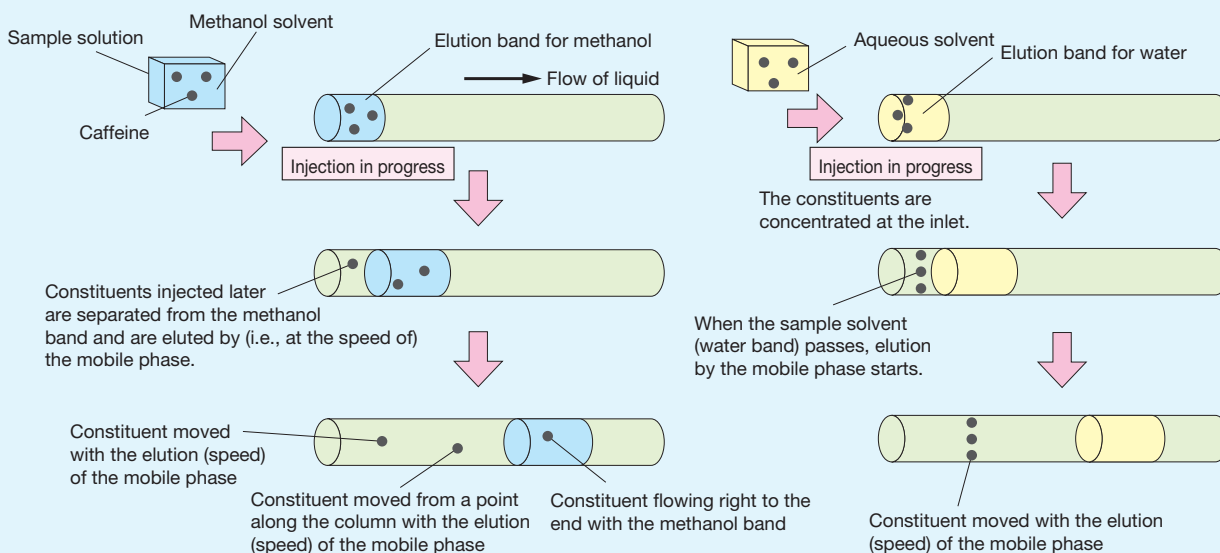 Methanol solvent
Sample solution
Caffeine
Elution band for methanol
Flow of liquid
Injection in progress
Constituents injected later
are separated from the methanol
band and are eluted by (i.e., at the speed of)
the mobile phase.
Constituent moved
with the elution (speed)
of the mobile phase
Constituent moved from a point
along the column with the elution
(speed) of the mobile phase
Constituent flowing right to the
end with the methanol band
Aqueous solvent
Elution band for water
Injection in progress
The constituents are
concentrated at the inlet.
When the sample solvent
(water band) passes, elution
by the mobile phase starts.
Constituent moved with the elution
(speed) of the mobile phase